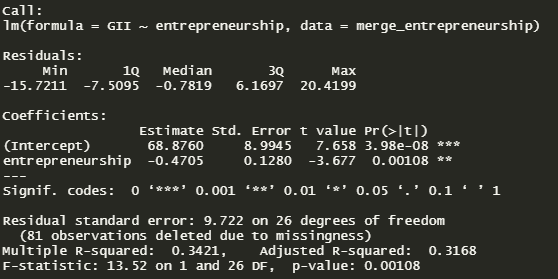 Call:
lm(formula = GII ~ entrepreneurship, data = merge_entrepreneurship)
Residuals:
Min 1Q Median 3Q Max
-15.7211 -7.5095 -0.7819 6.1697 20.4199
Coefficients:
Estimate Std. Error t value Pr(>|t|)
(Intercept) 68.8760 8.9945 7.658 3.98e-08 ***
entrepreneurship -0.4705 0.1280 -3.677 0.00108 **
---
Signif. codes: 0 ‘***’ 0.001 ‘**’ 0.01 ‘*’ 0.05 ‘.’ 0.1 ‘ ’ 1
Residual standard error: 9.722 on 26 degrees of freedom
(81 observations deleted due to missingness)
Multiple R-squared: 0.3421, Adjusted R-squared: 0.3168
F-statistic: 13.52 on 1 and 26 DF, p-value: 0.00108